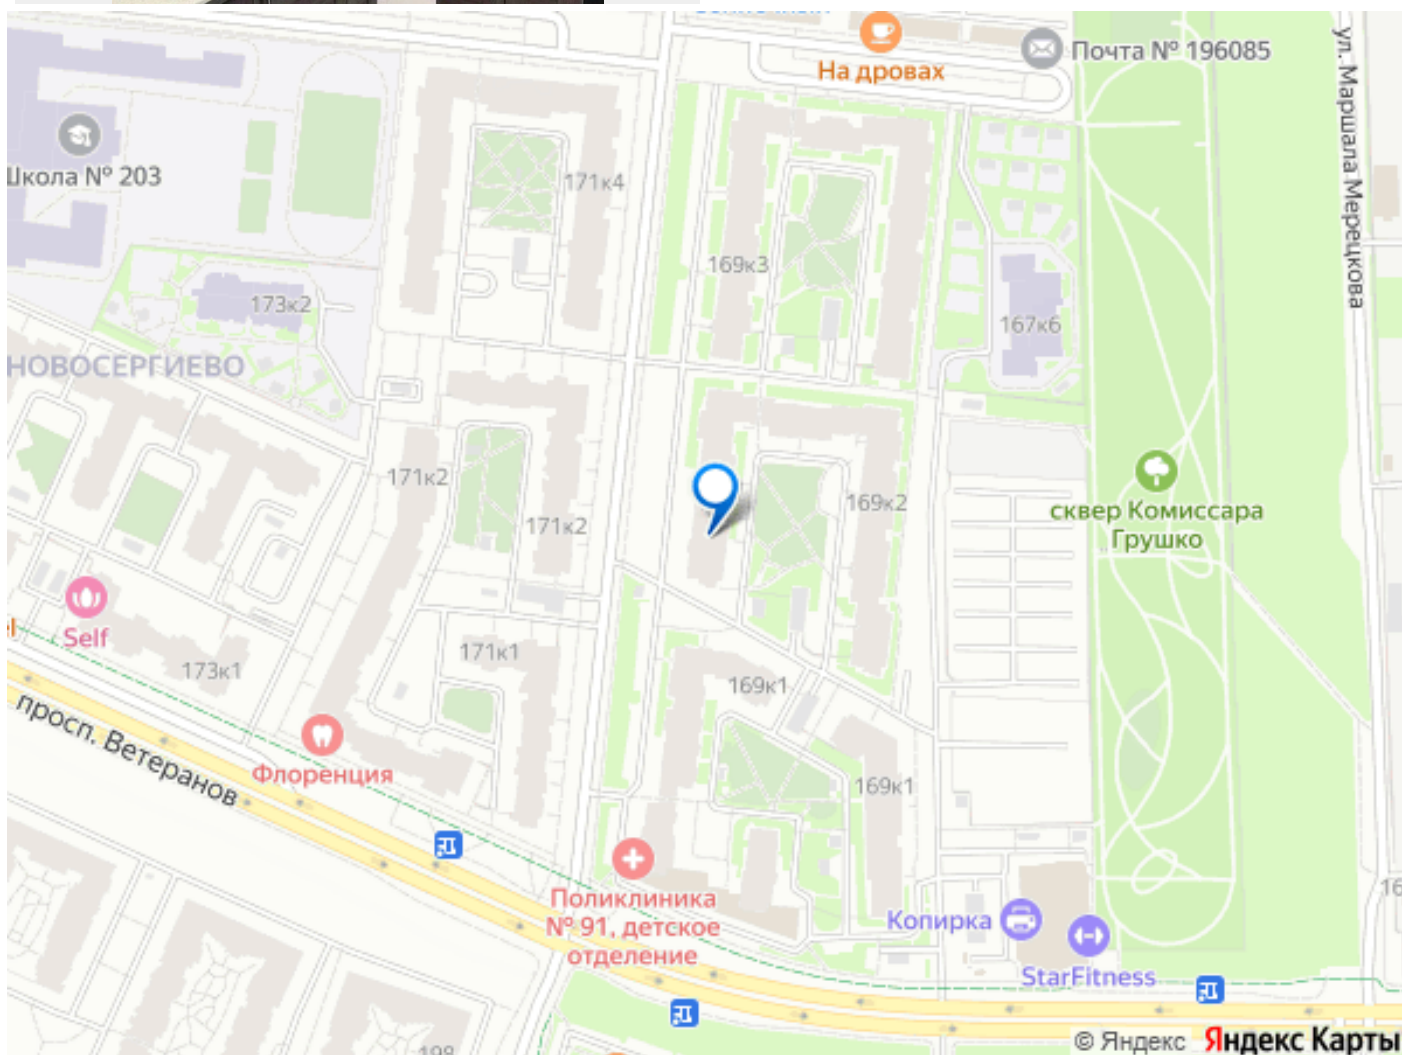 На дровах
Почта № 196085
ул. Маршала Мерецкова
Школа № 203
171к4
169к3
173к2
167к6
НОВОСЕРГИЕВО
171к2
171к2
169к2
сквер Комиссара
Грушко
Self
173к1
171к1
169к1
просп. Ветеранов
Флоренция
169к1
Поликлиника
№ 91, детское
отделение
Копирка
StarFitness
198
© Яндекс Яндекс Карты